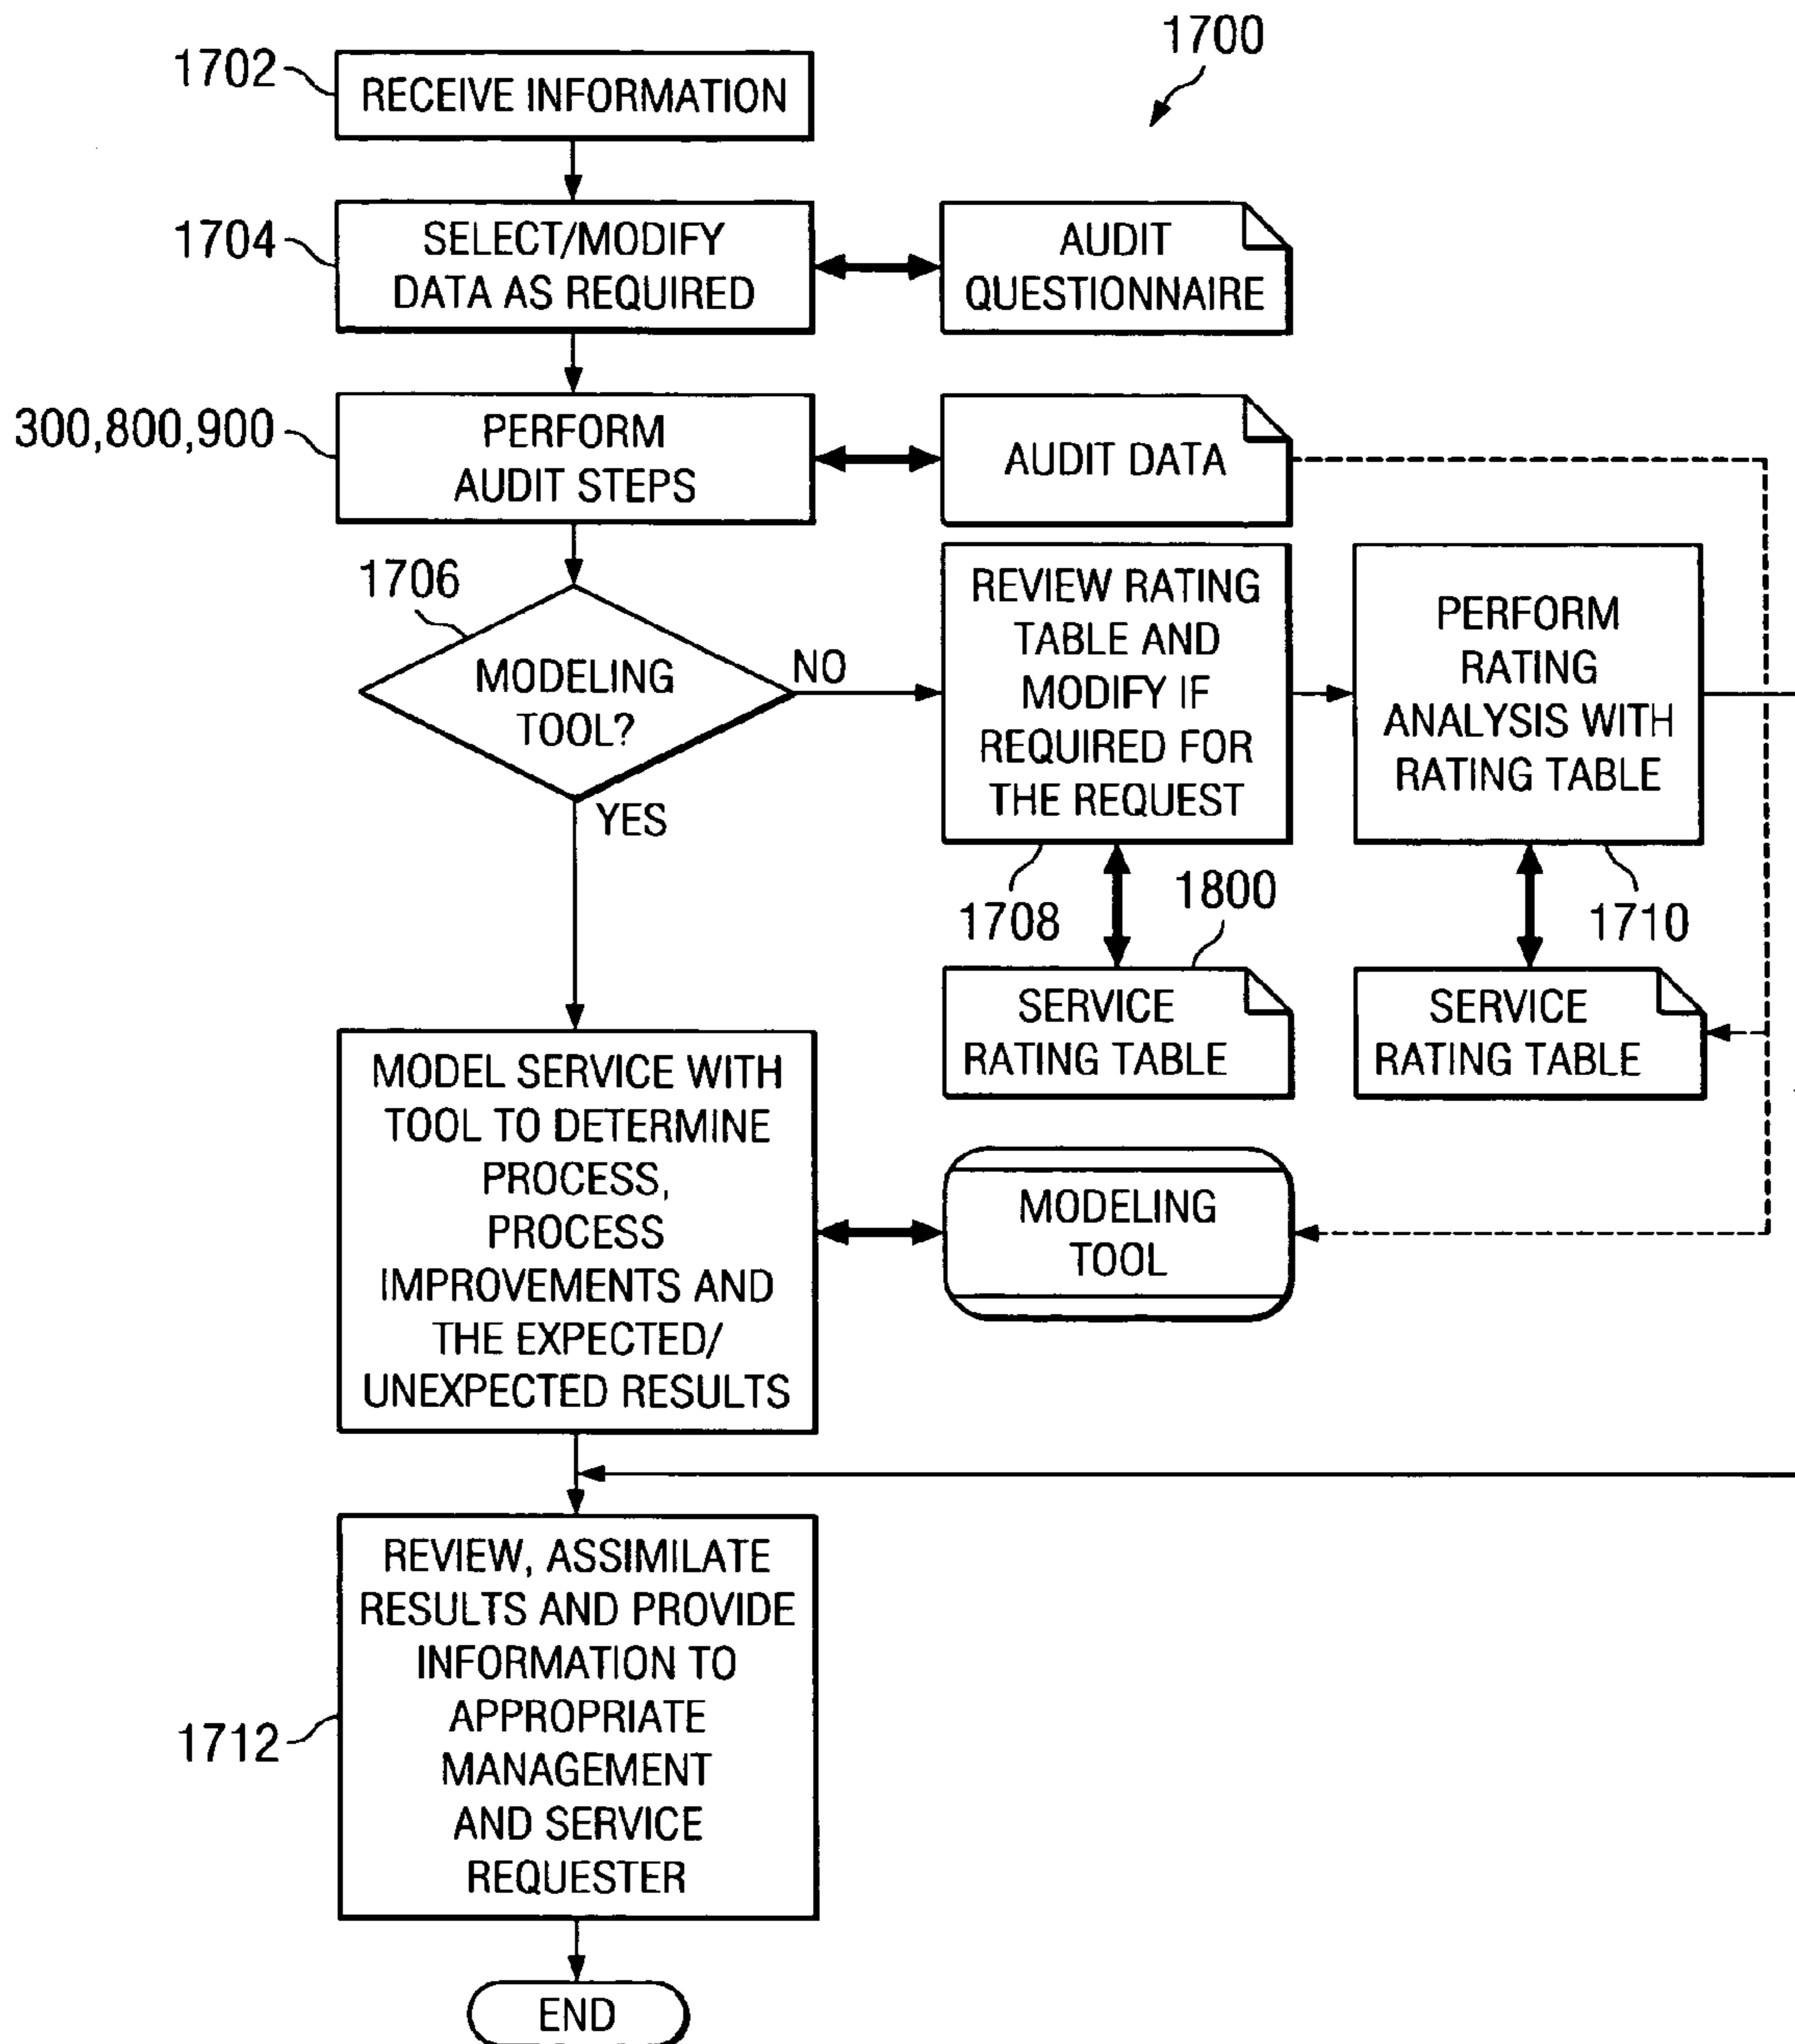 1700
1702
RECEIVE INFORMATION
1704
SELECT/MODIFY
DATA AS REQUIRED
AUDIT
QUESTIONNAIRE
300,800,900
PERFORM
AUDIT STEPS
AUDIT DATA
1706
MODELING
TOOL?
NO
YES
REVIEW RATING
TABLE AND
MODIFY IF
REQUIRED FOR
THE REQUEST
PERFORM
RATING
ANALYSIS WITH
RATING TABLE
1708
1800
1710
SERVICE
RATING TABLE
SERVICE
RATING TABLE
MODEL SERVICE WITH
TOOL TO DETERMINE
PROCESS,
PROCESS
IMPROVEMENTS AND
THE EXPECTED/
UNEXPECTED RESULTS
MODELING
TOOL
1712
REVIEW, ASSIMILATE
RESULTS AND PROVIDE
INFORMATION TO
APPROPRIATE
MANAGEMENT
AND SERVICE
REQUESTER
END